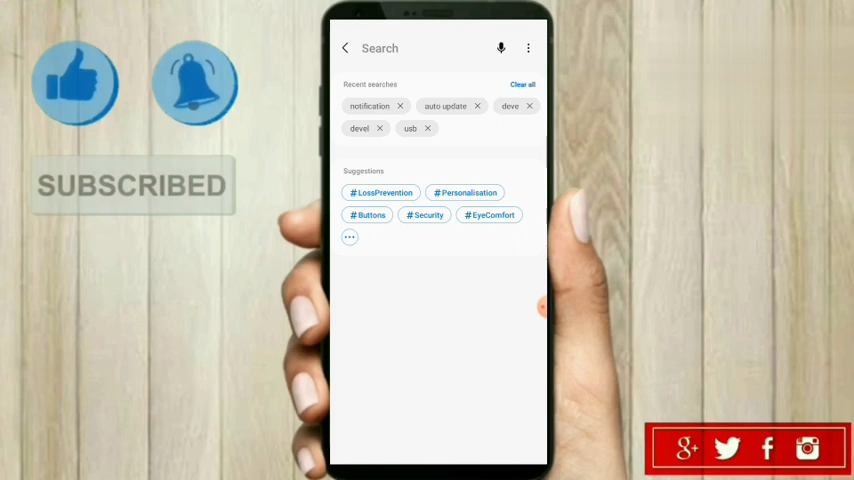 Search
Recent searches Clear all
notification auto update deve
devel usb
Suggestions
#LossPrevention #Personalisation
#Buttons #Security #EyeComfort
SUBSCRIBED
g+